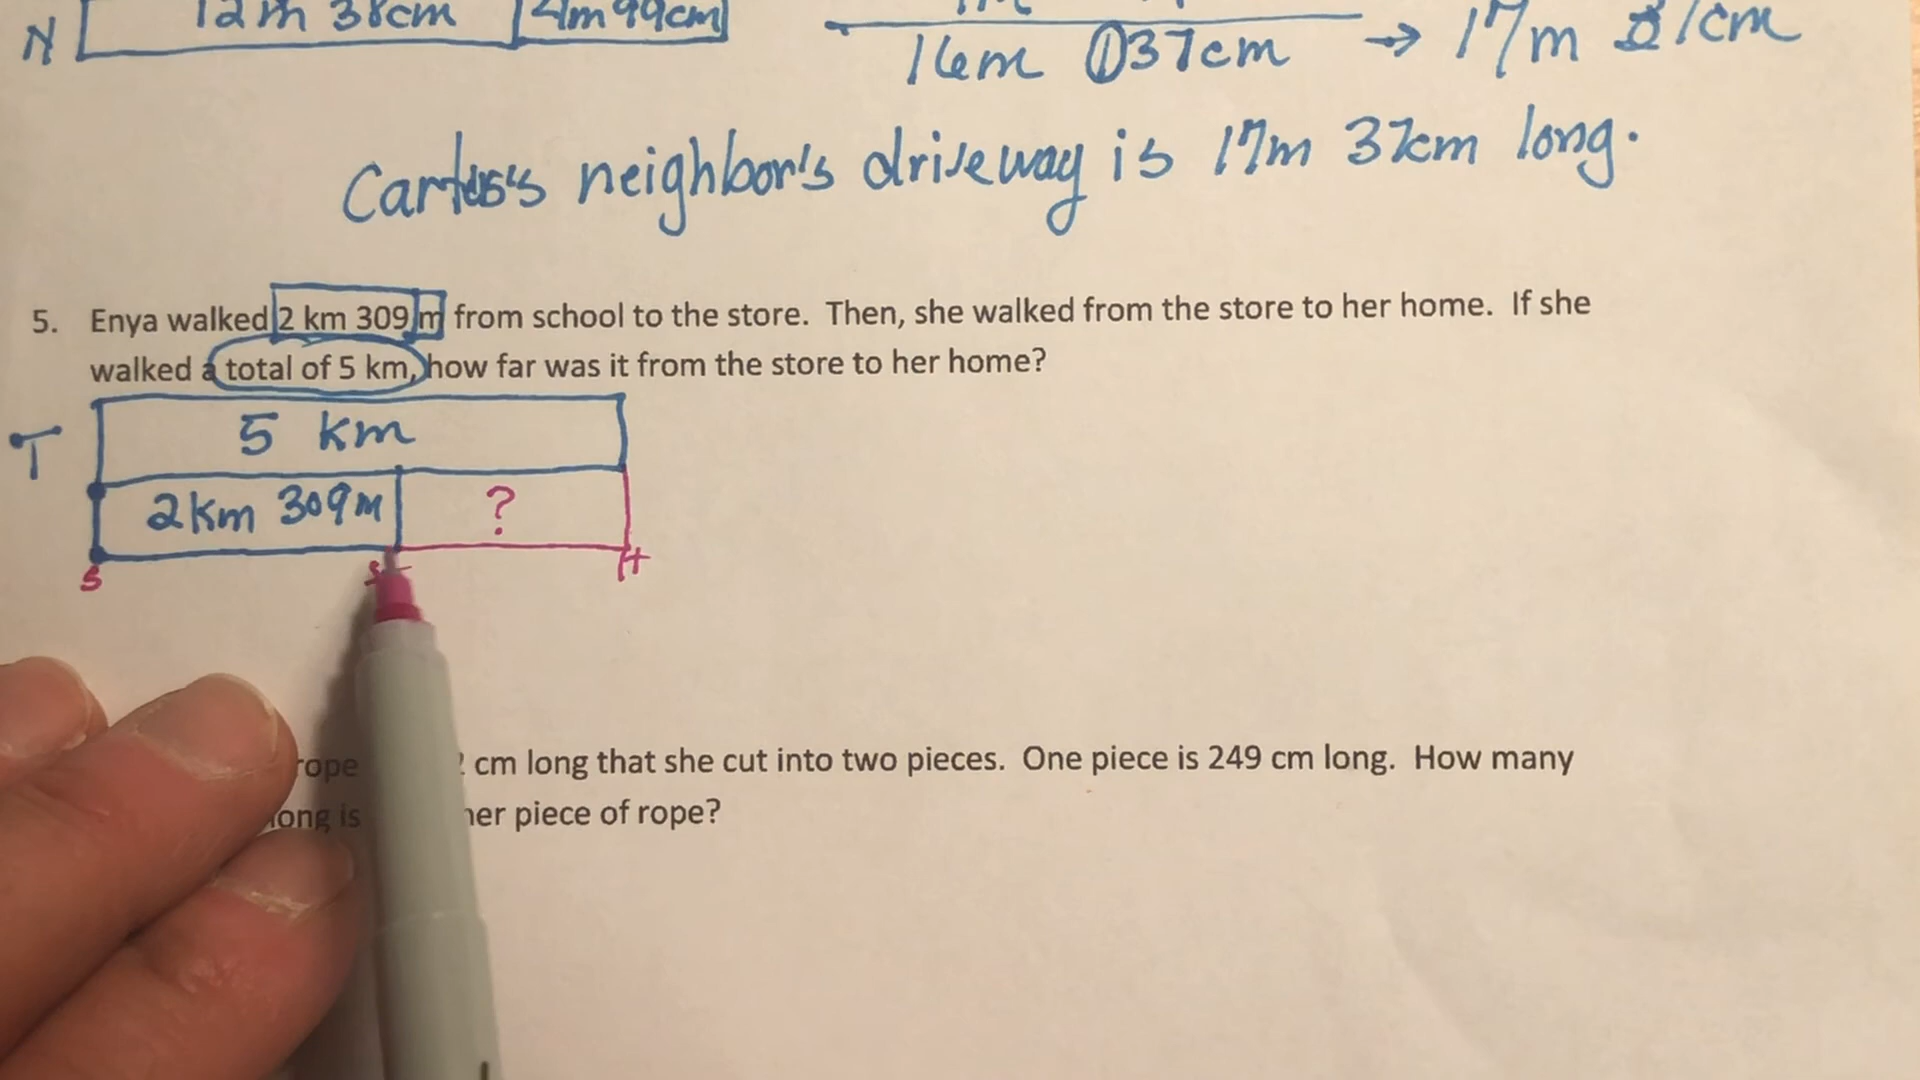 N 12m 38cm 4m 99cm
16m 137cm → 17m 37cm
Carter's neighbor's driveway is 17m 37cm long.
5. Enya walked 2 km 309 m from school to the store. Then, she walked from the store to her home. If she
walked a total of 5 km, how far was it from the store to her home?
T 5 km
2km 309m ?
S St H
rope cm long that she cut into two pieces. One piece is 249 cm long. How many
long is her piece of rope?